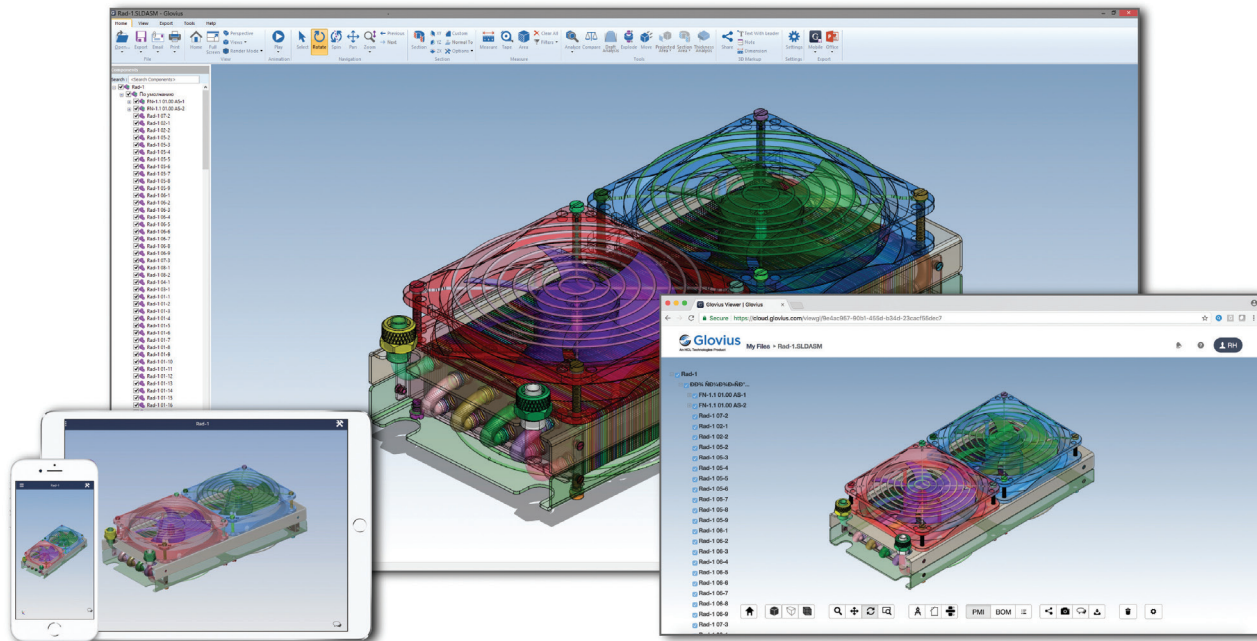 Rad-1.SLDASM - Glovius
Home View Export Tools Help
Open... Export Email Print
Home Full Screen Perspective Views Render Mode
Play
Select Rotate Spin Pan Zoom Previous Next
Section XY YZ ZX Custom Normal To Options
Measure Tape Area Clear All Filters
Analyze Compare Draft Analysis Explode Move Projected Area Section Area Thickness Analysis
Share Text With Leader Note Dimension
Settings Mobile Office
File View Animation Navigation Section Measure Tools 3D Markup Settings Export
Components
Search : <Search Components>
Rad-1
По умолчанию
FN-1.1 01.00 AS-1
FN-1.1 01.00 AS-2
Rad-1 07-2
Rad-1 02-1
Rad-1 02-2
Rad-1 05-2
Rad-1 05-3
Rad-1 05-4
Rad-1 05-5
Rad-1 05-6
Rad-1 05-7
Rad-1 05-8
Rad-1 05-9
Rad-1 06-1
Rad-1 06-2
Rad-1 06-3
Rad-1 06-4
Rad-1 06-5
Rad-1 06-6
Rad-1 06-7
Rad-1 06-8
Rad-1 06-9
Rad-1 07-3
Rad-1 08-1
Rad-1 08-2
Rad-1 04-1
Rad-1 03-1
Rad-1 01-1
Rad-1 01-2
Rad-1 01-3
Rad-1 01-4
Rad-1 01-5
Rad-1 01-6
Rad-1 01-7
Rad-1 01-8
Rad-1 01-9
Rad-1 01-10
Rad-1 01-11
Rad-1 01-12
Rad-1 01-13
Rad-1 01-14
Rad-1 01-15
Rad-1 01-16
Rad-1
Rad-1
Glovius Viewer | Glovius
Secure
Glovius
An HCL Technologies Product
My Files > Rad-1.SLDASM
RH
Rad-1
FN-1.1 01.00 AS-1
FN-1.1 01.00 AS-2
Rad-1 07-2
Rad-1 02-1
Rad-1 02-2
Rad-1 05-2
Rad-1 05-3
Rad-1 05-4
Rad-1 05-5
Rad-1 05-6
Rad-1 05-7
Rad-1 05-8
Rad-1 05-9
Rad-1 06-1
Rad-1 06-2
Rad-1 06-3
Rad-1 06-4
Rad-1 06-5
Rad-1 06-6
Rad-1 06-7
Rad-1 06-8
Rad-1 06-9
Rad-1 07-3
PMI BOM